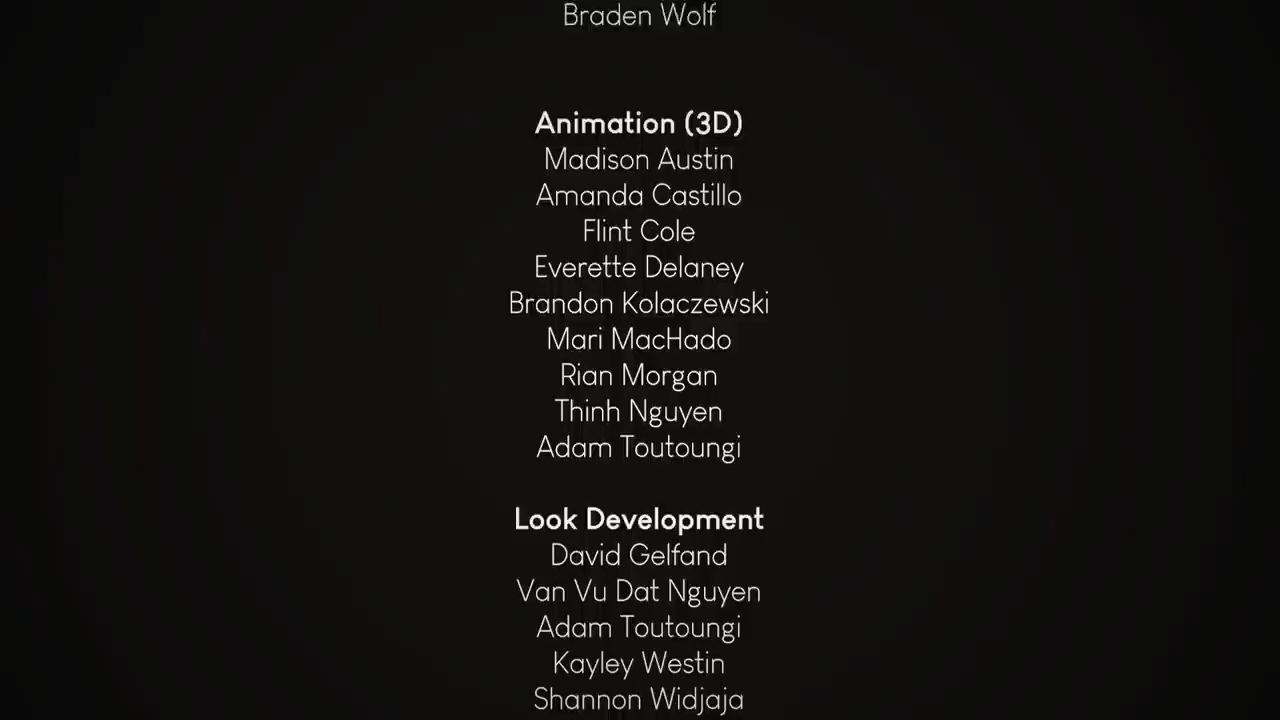 Braden Wolf
Animation (3D)
Madison Austin
Amanda Castillo
Flint Cole
Everette Delaney
Brandon Kolaczewski
Mari MacHado
Rian Morgan
Thinh Nguyen
Adam Toutoungi
Look Development
David Gelfand
Van Vu Dat Nguyen
Adam Toutoungi
Kayley Westin
Shannon Widjaja